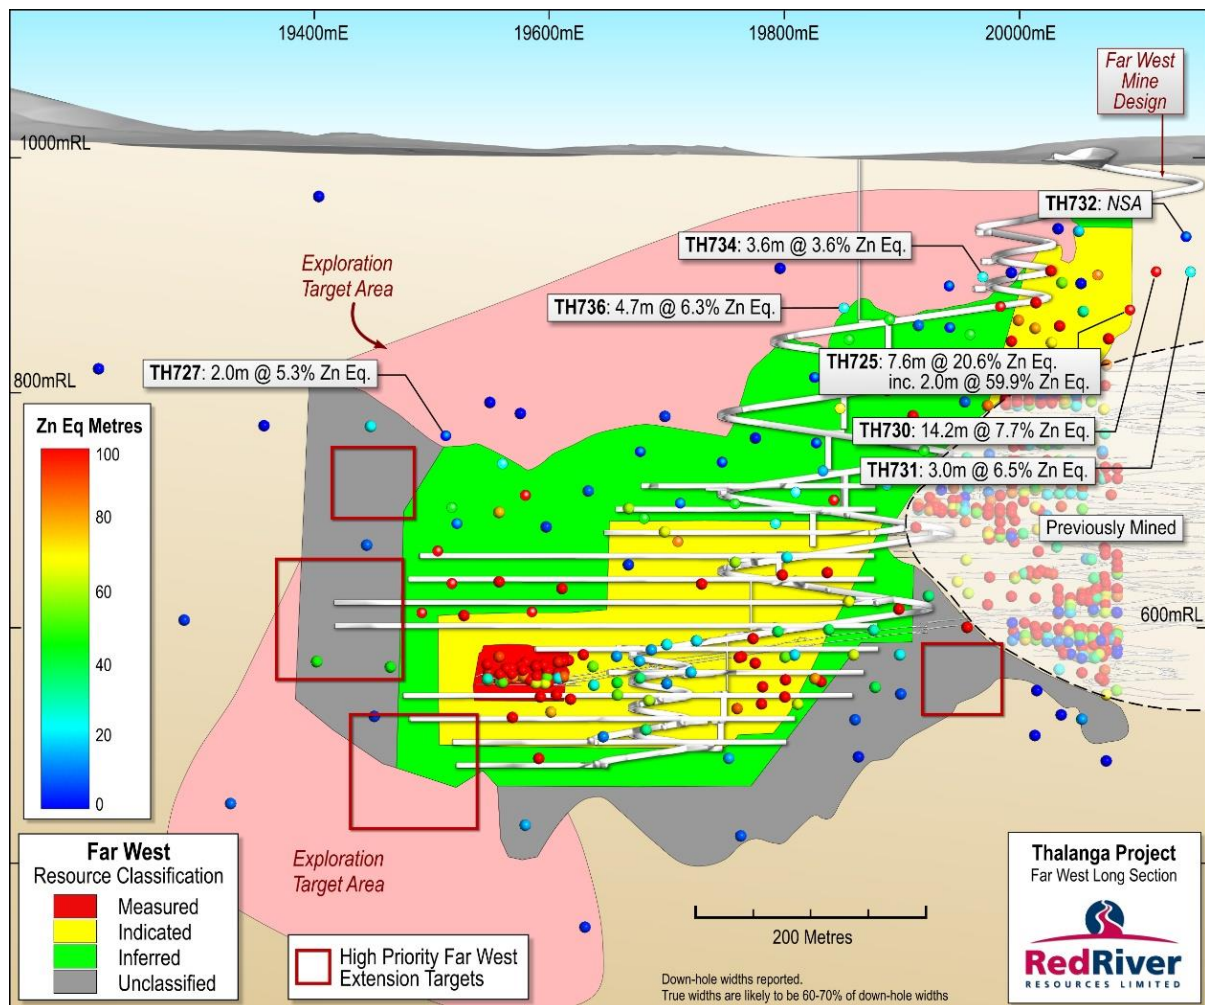 19400mE
19600mE
19800mE
20000mE
Far West
Mine
Design
1000mRL
TH732: NSA
TH734: 3.6m @ 3.6% Zn Eq.
Exploration
Target Area
TH736: 4.7m @ 6.3% Zn Eq.
TH725: 7.6m @ 20.6% Zn Eq.
inc. 2.0m @ 59.9% Zn Eq.
TH727: 2.0m @ 5.3% Zn Eq.
800mRL
TH730: 14.2m @ 7.7% Zn Eq.
TH731: 3.0m @ 6.5% Zn Eq.
Zn Eq Metres
100
80
60
40
20
0
Previously Mined
600mRL
Far West
Resource Classification
Measured
Indicated
Inferred
Unclassified
Exploration
Target Area
High Priority Far West
Extension Targets
200 Metres
Down-hole widths reported.
True widths are likely to be 60-70% of down-hole widths
Thalanga Project
Far West Long Section
RedRiver
RESOURCES LIMITED